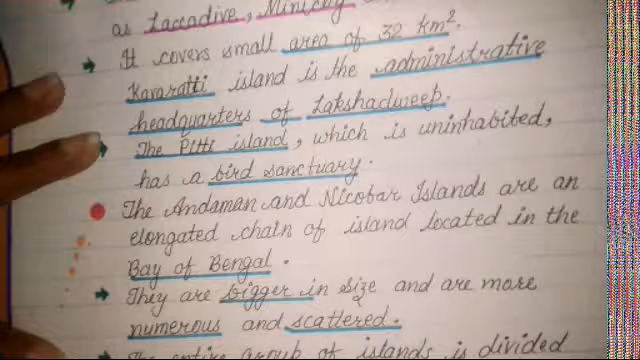 as Laccadive, Minicoy
It covers small area of 32 km².
Kavaratti island is the administrative
headquarters of Lakshadweep.
The Pitti island, which is uninhabited,
has a bird sanctuary.
The Andaman and Nicobar Islands are an
elongated chain of island located in the
Bay of Bengal.
They are bigger in size and are more
numerous and scattered.
The entire group of islands is divided